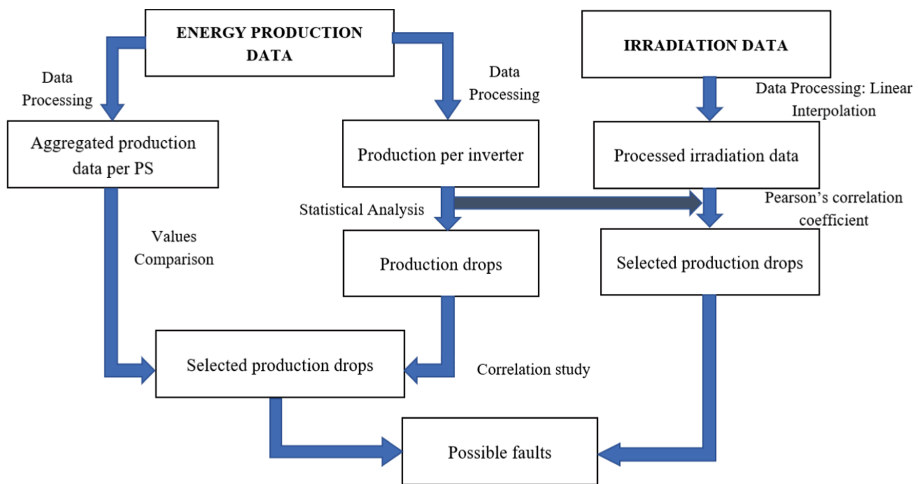 ENERGY PRODUCTION
DATA
IRRADIATION DATA
Data
Processing
Data
Processing
Data Processing: Linear
Interpolation
Aggregated production
data per PS
Production per inverter
Processed irradiation data
Statistical Analysis
Pearson's correlation
coefficient
Values
Comparison
Production drops
Selected production drops
Selected production drops
Correlation study
Possible faults